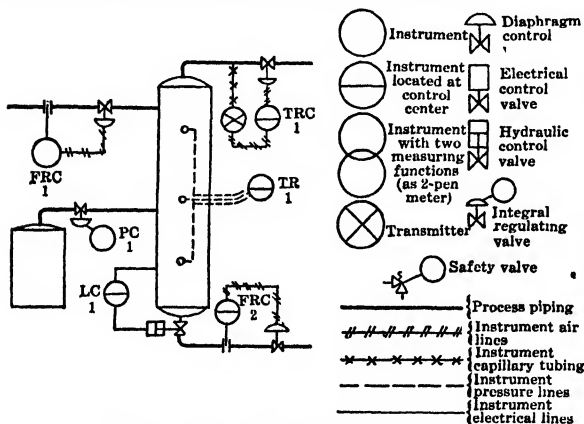 TRC
1
FRC
1
TR
1
PC
1
LC
1
FRC
2
Instrument
Diaphragm
control
Instrument
located at
control
center
Electrical
control
valve
Instrument
with two
measuring
functions
(as 2-pen
meter)
Hydraulic
control
valve
Transmitter
Integral
regulating
valve
Safety valve
Process piping
Instrument air
lines
Instrument
capillary tubing
Instrument
pressure lines
Instrument
electrical lines